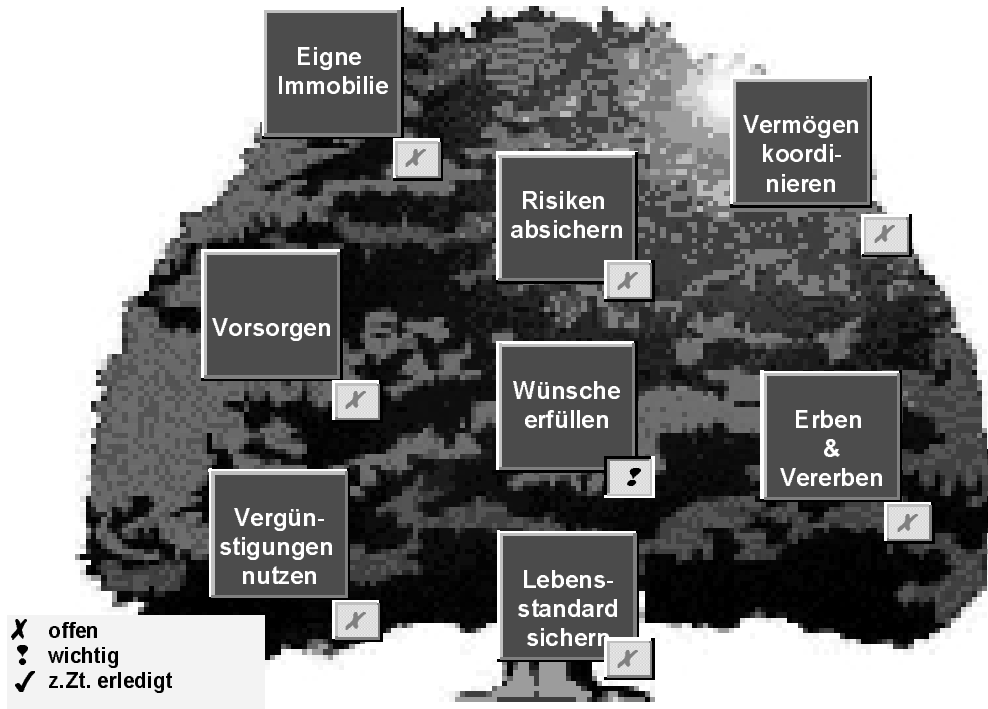 Eigne
Immobilie
✗
Vermögen
koordi-
nieren
✗
Risiken
absichern
✗
Vorsorgen
✗
Wünsche
erfüllen
!
Erben
&
Vererben
✗
Vergün-
stigungen
nutzen
✗
Lebens-
standard
sichern
✗
✗ offen
! wichtig
✓ z.Zt. erledigt